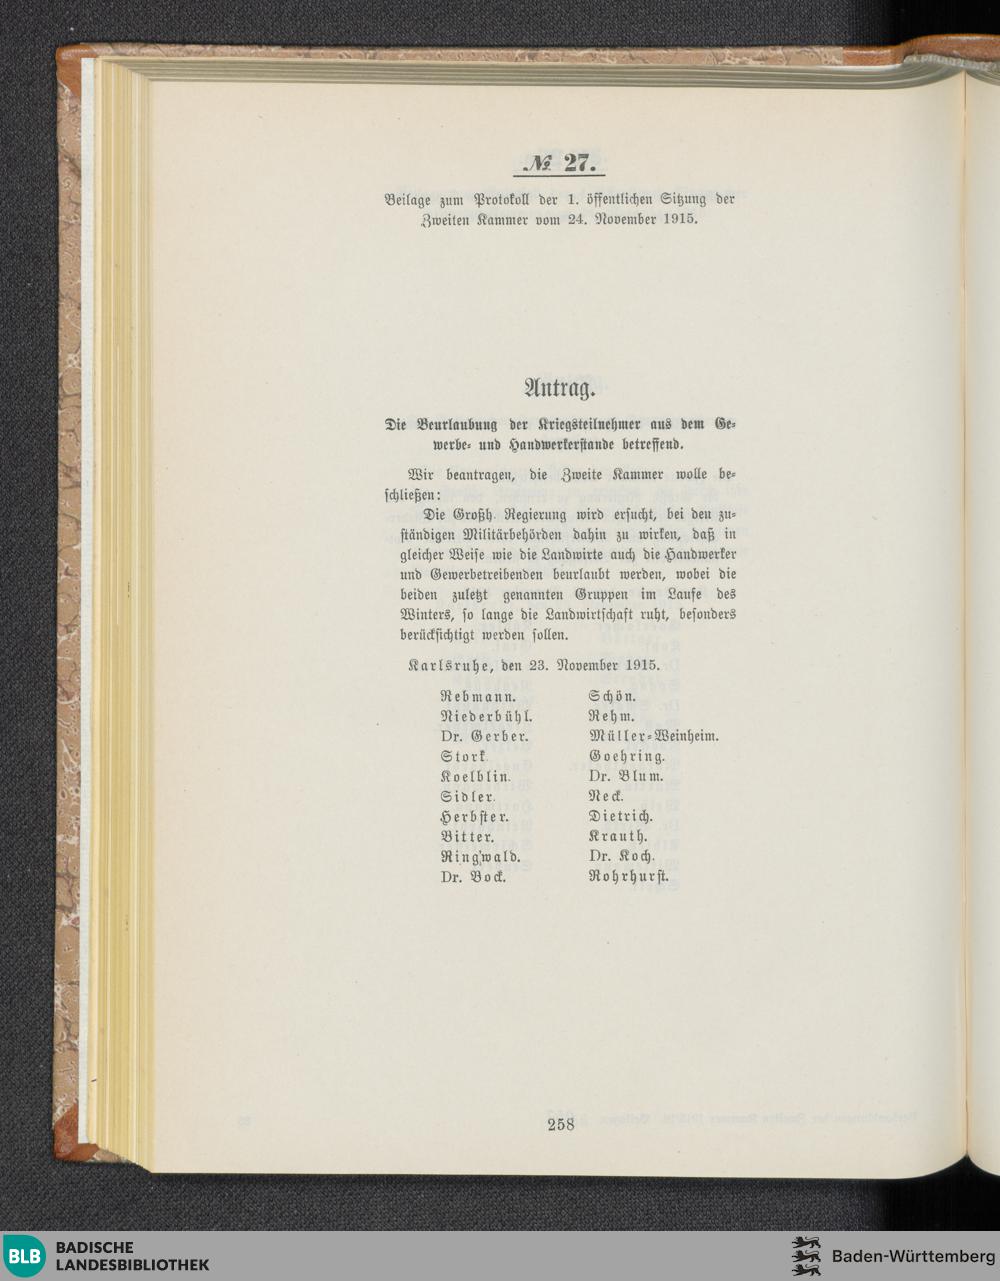 № 27.
Beilage zum Protokoll der 1. öffentlichen Sitzung der
Zweiten Kammer vom 24. November 1915.
Antrag.
Die Beurlaubung der Kriegsteilnehmer aus dem Ge-
werbe- und Handwerkerstande betreffend.
Wir beantragen, die Zweite Kammer wolle be-
schließen:
Die Großh. Regierung wird ersucht, bei den zu-
ständigen Militärbehörden dahin zu wirken, daß in
gleicher Weise wie die Landwirte auch die Handwerker
und Gewerbetreibenden beurlaubt werden, wobei die
beiden zuletzt genannten Gruppen im Laufe des
Winters, so lange die Landwirtschaft ruht, besonders
berücksichtigt werden sollen.
Karlsruhe, den 23. November 1915.
Rebmann. Schön.
Niederbühl. Rehm.
Dr. Gerber. Müller-Weinheim.
Stork. Goehring.
Koelblin. Dr. Blum.
Sidler. Neck.
Herbster. Dietrich.
Bitter. Krauth.
Ringwald. Dr. Koch.
Dr. Bock. Rohrhurst.
258
BLB BADISCHE
LANDESBIBLIOTHEK
Baden-Württemberg